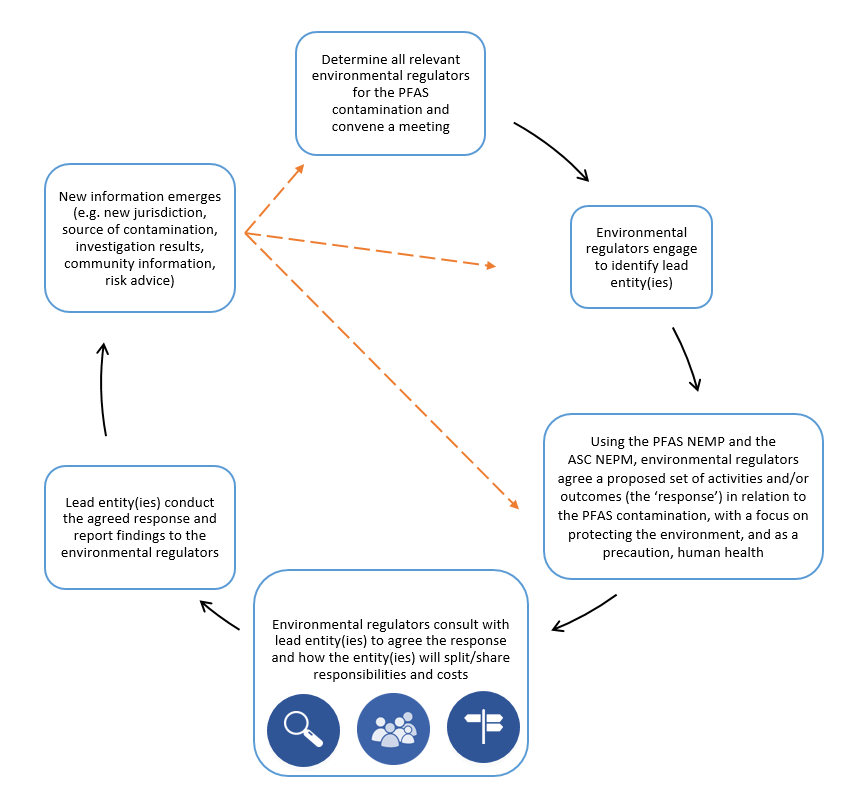 Determine all relevant
environmental regulators
for the PFAS
contamination and
convene a meeting
Environmental
regulators engage
to identify lead
entity(ies)
Using the PFAS NEMP and the
ASC NEPM, environmental regulators
agree a proposed set of activities and/or
outcomes (the ‘response’) in relation to
the PFAS contamination, with a focus on
protecting the environment, and as a
precaution, human health
Environmental regulators consult with
lead entity(ies) to agree the response
and how the entity(ies) will split/share
responsibilities and costs
Lead entity(ies) conduct
the agreed response and
report findings to the
environmental regulators
New information emerges
(e.g. new jurisdiction,
source of contamination,
investigation results,
community information,
risk advice)